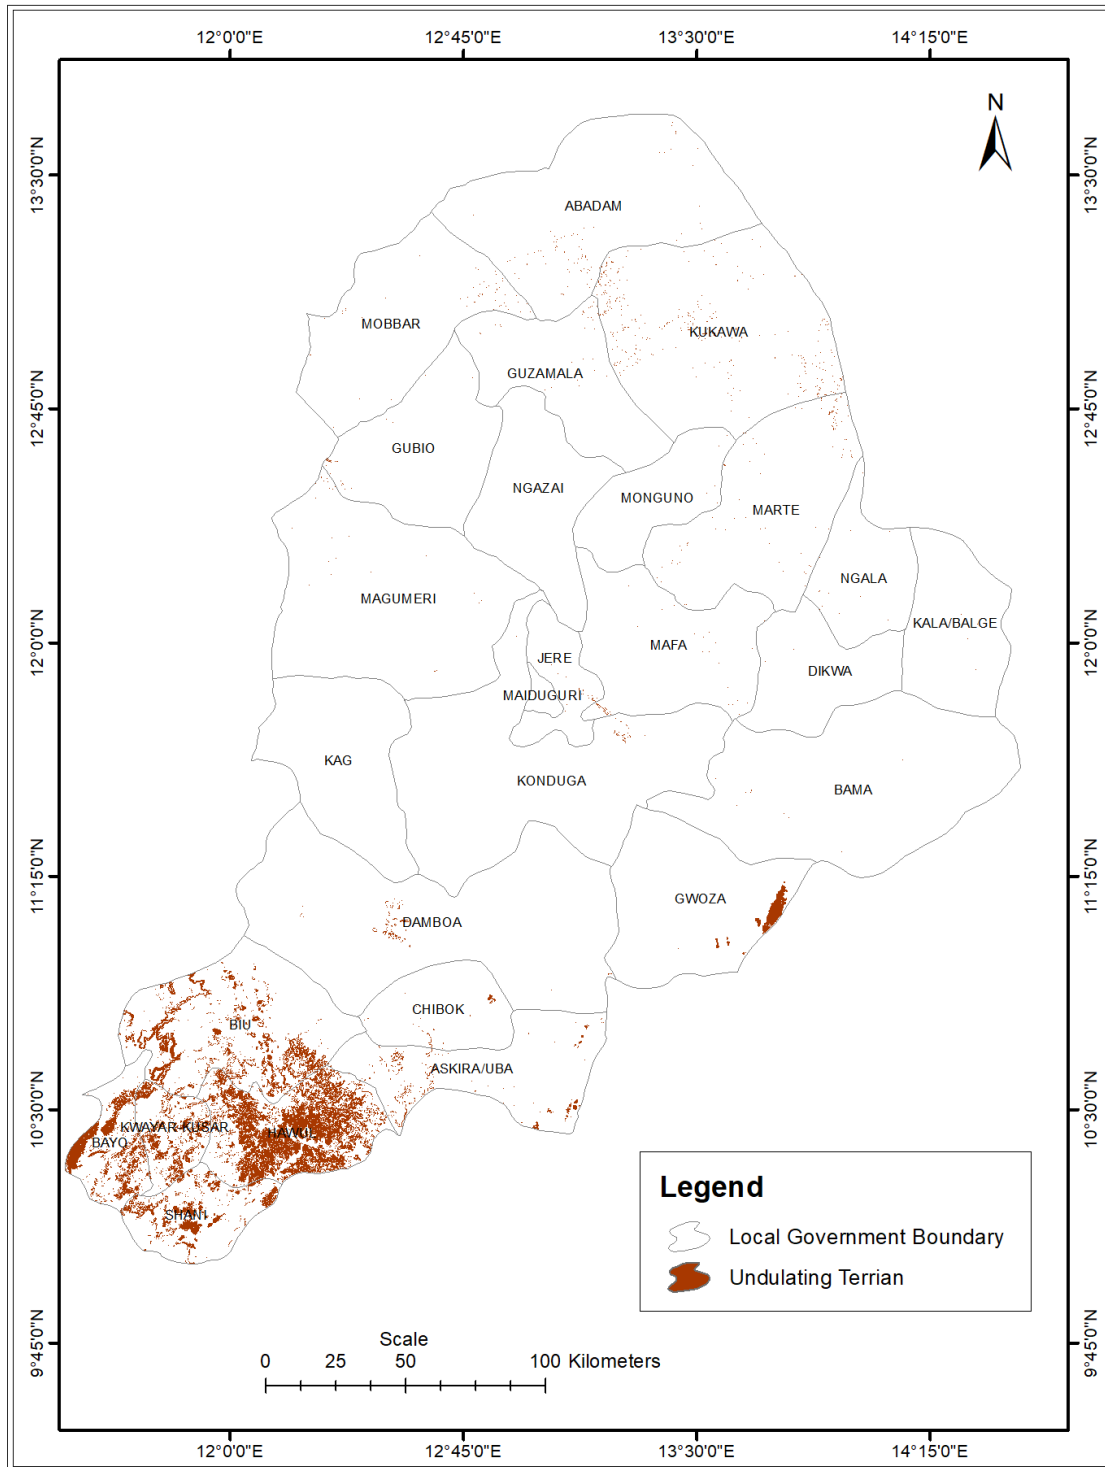 12°0'0"E 12°45'0"E 13°30'0"E 14°15'0"E
N
13°30'0"N 13°30'0"N
ABADAM
MOBBAR
KUKAWA
GUZAMALA
12°45'0"N 12°45'0"N
GUBIO
NGAZAI
MONGUNO
MARTE
NGALA
MAGUMERI
KALA/BALGE
12°0'0"N 12°0'0"N
MAFA
JERE
DIKWA
MAIDUGURI
KAG
KONDUGA
BAMA
11°15'0"N 11°15'0"N
GWOZA
DAMBOA
CHIBOK
BIU
ASKIRA/UBA
10°30'0"N 10°30'0"N
KWAYAR-KUSAR
HAWUL
BAYO
SHANI
Legend
Local Government Boundary
Undulating Terrian
Scale
0 25 50 100 Kilometers
9°45'0"N 9°45'0"N
12°0'0"E 12°45'0"E 13°30'0"E 14°15'0"E